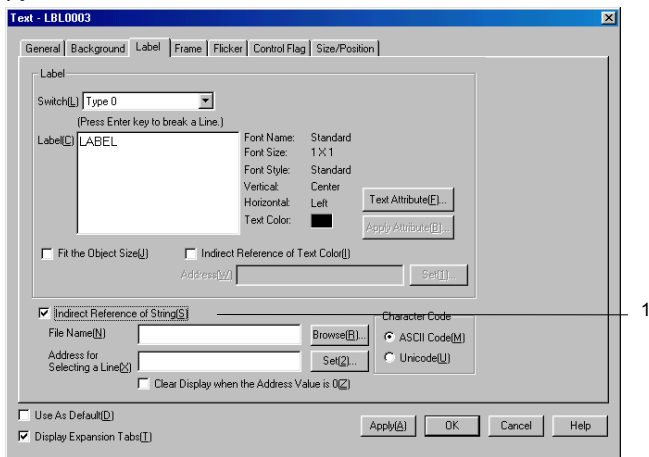 Text - LBL0003
General Background Label Frame Flicker Control Flag Size/Position
Label
Switch(L) Type 0
(Press Enter key to break a Line.)
Label(C) LABEL
Font Name: Standard
Font Size: 1 X 1
Font Style: Standard
Vertical: Center
Horizontal: Left
Text Color:
Text Attribute(F)...
Apply Attribute(B)...
Fit the Object Size(J) Indirect Reference of Text Color(I)
Address(W) Set(1)...
Indirect Reference of String(S) 1
File Name(N) Browse(R)...
Address for
Selecting a Line(X) Set(2)...
Clear Display when the Address Value is 0(Z)
Character Code
ASCII Code(M)
Unicode(U)
Use As Default(D)
Display Expansion Tabs(T)
Apply(A) OK Cancel Help